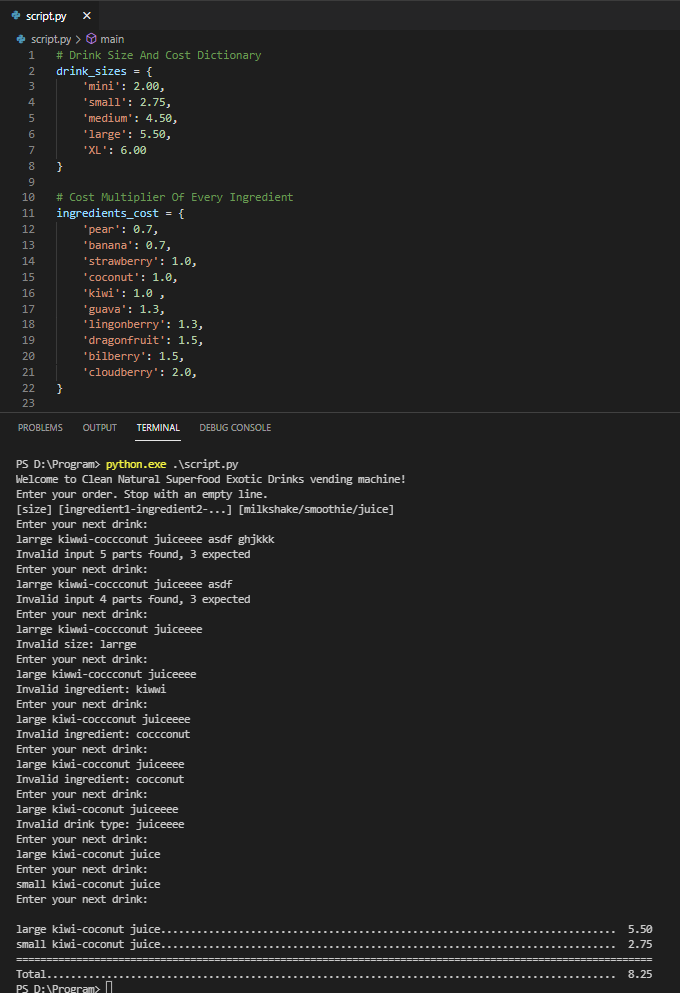 script.py ×
script.py > main
1 # Drink Size And Cost Dictionary
2 drink_sizes = {
3 'mini': 2.00,
4 'small': 2.75,
5 'medium': 4.50,
6 'large': 5.50,
7 'XL': 6.00
8 }
9
10 # Cost Multiplier Of Every Ingredient
11 ingredients_cost = {
12 'pear': 0.7,
13 'banana': 0.7,
14 'strawberry': 1.0,
15 'coconut': 1.0,
16 'kiwi': 1.0 ,
17 'guava': 1.3,
18 'lingonberry': 1.3,
19 'dragonfruit': 1.5,
20 'bilberry': 1.5,
21 'cloudberry': 2.0,
22 }
23
PROBLEMS OUTPUT TERMINAL DEBUG CONSOLE
PS D:\Program> python.exe .\script.py
Welcome to Clean Natural Superfood Exotic Drinks vending machine!
Enter your order. Stop with an empty line.
[size] [ingredient1-ingredient2-...] [milkshake/smoothie/juice]
Enter your next drink:
larrge kiwwi-coccconut juiceeee asdf ghjkkk
Invalid input 5 parts found, 3 expected
Enter your next drink:
larrge kiwwi-coccconut juiceeee asdf
Invalid input 4 parts found, 3 expected
Enter your next drink:
larrge kiwwi-coccconut juiceeee
Invalid size: larrge
Enter your next drink:
large kiwwi-coccconut juiceeee
Invalid ingredient: kiwwi
Enter your next drink:
large kiwi-coccconut juiceeee
Invalid ingredient: coccconut
Enter your next drink:
large kiwi-cocconut juiceeee
Invalid ingredient: cocconut
Enter your next drink:
large kiwi-coconut juiceeee
Invalid drink type: juiceeee
Enter your next drink:
large kiwi-coconut juice
Enter your next drink:
small kiwi-coconut juice
Enter your next drink:
large kiwi-coconut juice............................................................................ 5.50
small kiwi-coconut juice............................................................................ 2.75
==========================================================================================================
Total............................................................................................... 8.25
PS D:\Program>